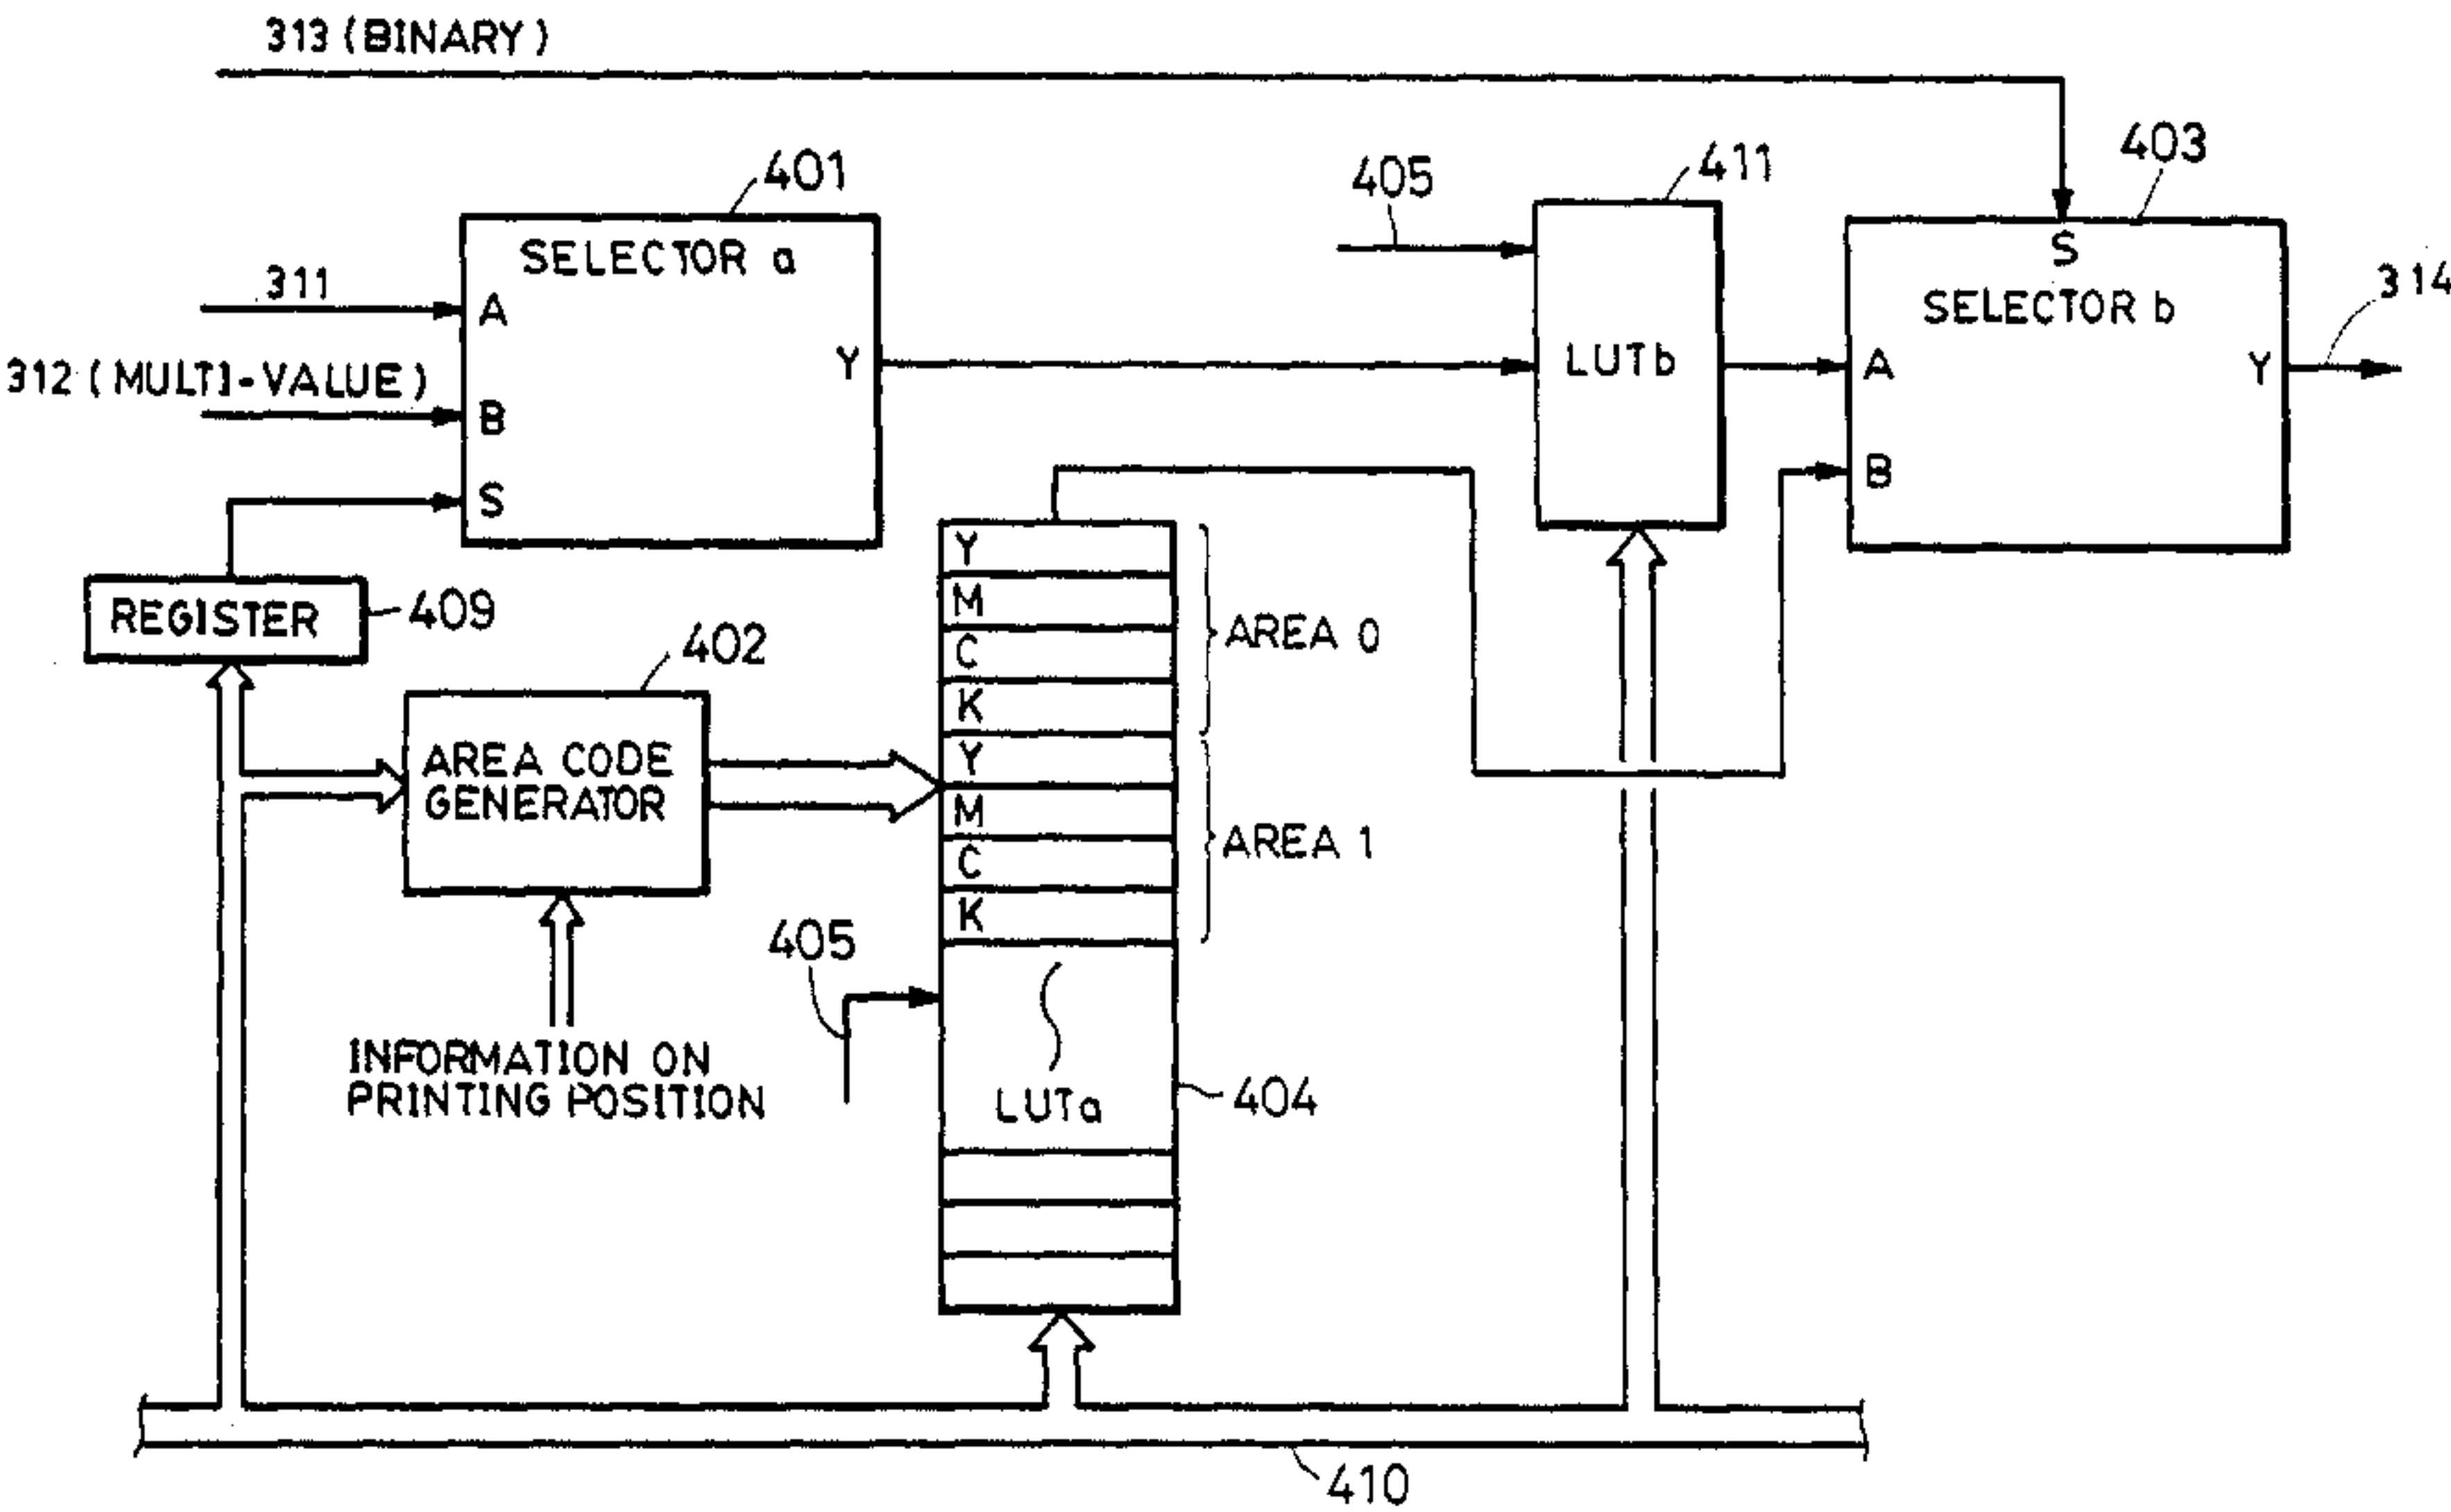 313 (BINARY)
403
411
401
405
S
SELECTOR a
311
A
314
SELECTOR b
Y
LUTb
A
Y
312 (MULTI-VALUE)
B
B
S
Y
REGISTER
409
M
AREA 0
402
C
K
AREA CODE
GENERATOR
Y
M
AREA 1
C
K
405
INFORMATION ON
PRINTING POSITION
LUTa
404
410